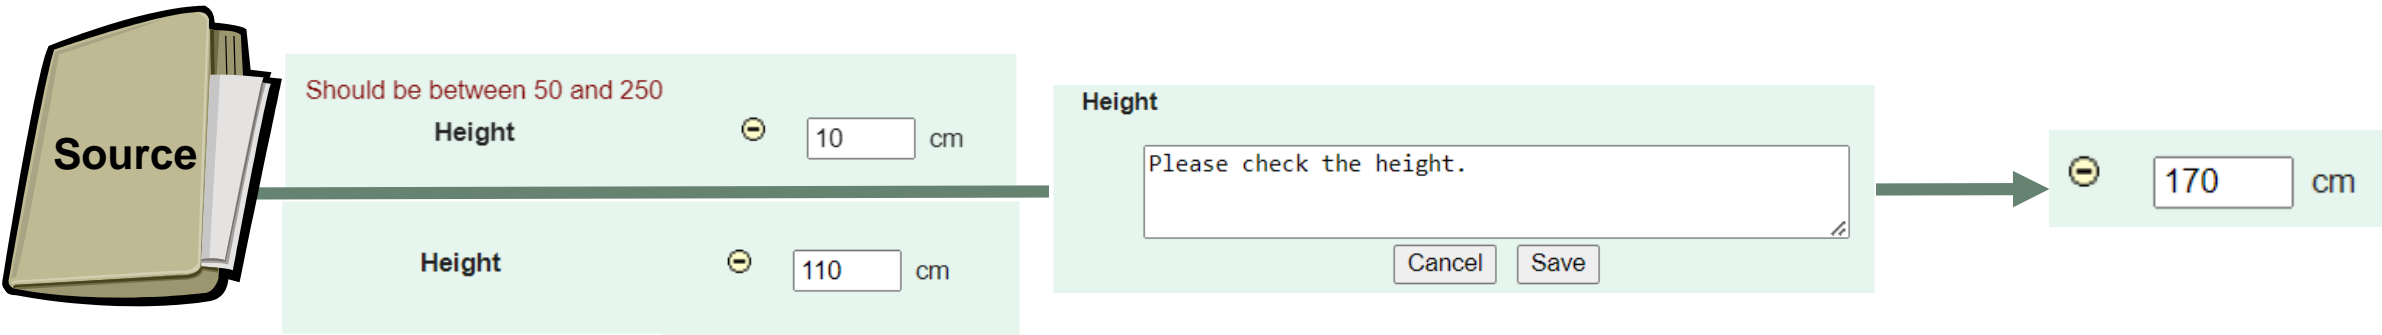 Source
Should be between 50 and 250
Height 10 cm
Height 110 cm
Height
Please check the height.
Cancel Save
170 cm